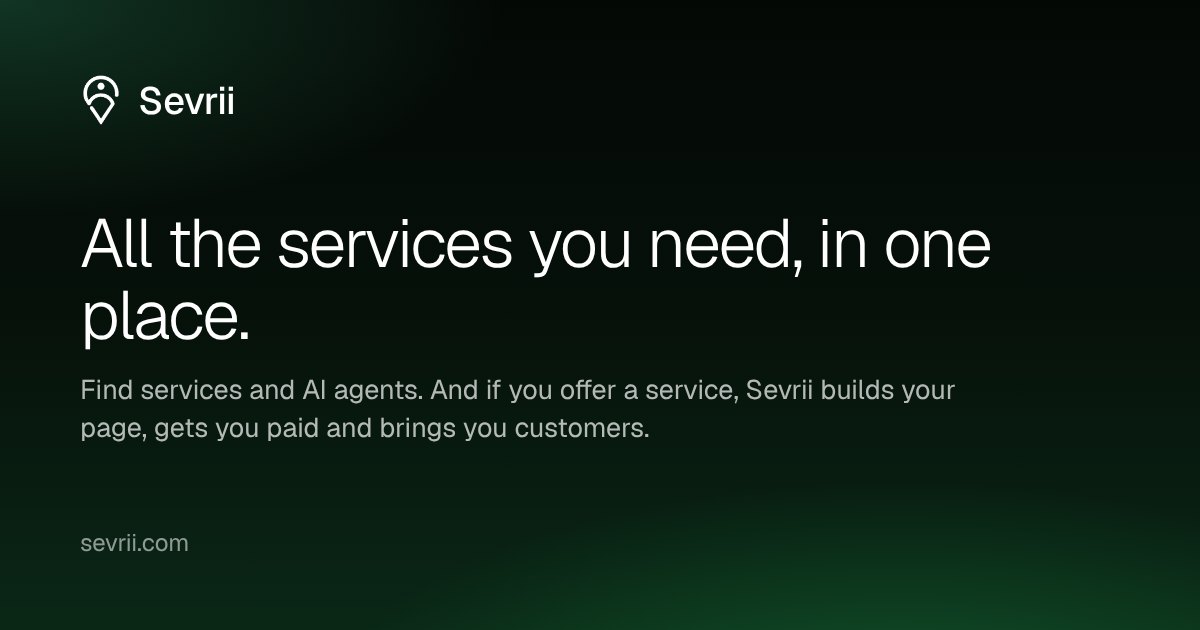 Sevrii
All the services you need, in one
place.
Find services and AI agents. And if you offer a service, Sevrii builds your
page, gets you paid and brings you customers.
sevrii.com